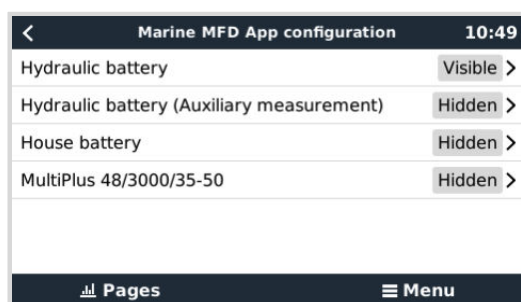 Marine MFD App configuration 10:49
Hydraulic battery Visible
Hydraulic battery (Auxiliary measurement) Hidden
House battery Hidden
MultiPlus 48/3000/35-50 Hidden
Pages Menu